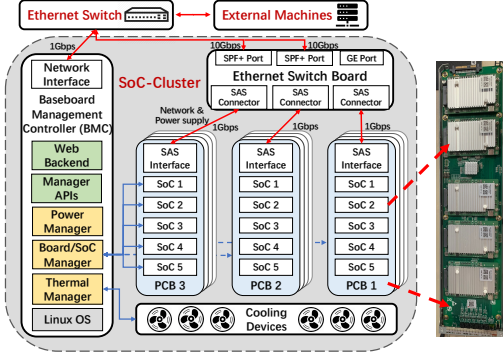 Ethernet Switch
External Machines
1Gbps
10Gbps
10Gbps
SPF+ Port
SPF+ Port
GE Port
Network
Interface
SoC-Cluster
Ethernet Switch Board
Baseboard
Management
Controller (BMC)
SAS
Connector
SAS
Connector
SAS
Connector
Network &
Power supply
1Gbps
1Gbps
1Gbps
Web
Backend
Manager
APIs
Power
Manager
Board/SoC
Manager
Thermal
Manager
Linux OS
SAS
Interface
SoC 1
SoC 2
SoC 3
SoC 4
SoC 5
PCB 3
SAS
Interface
SoC 1
SoC 2
SoC 3
SoC 4
SoC 5
PCB 2
SAS
Interface
SoC 1
SoC 2
SoC 3
SoC 4
SoC 5
PCB 1
Cooling
Devices